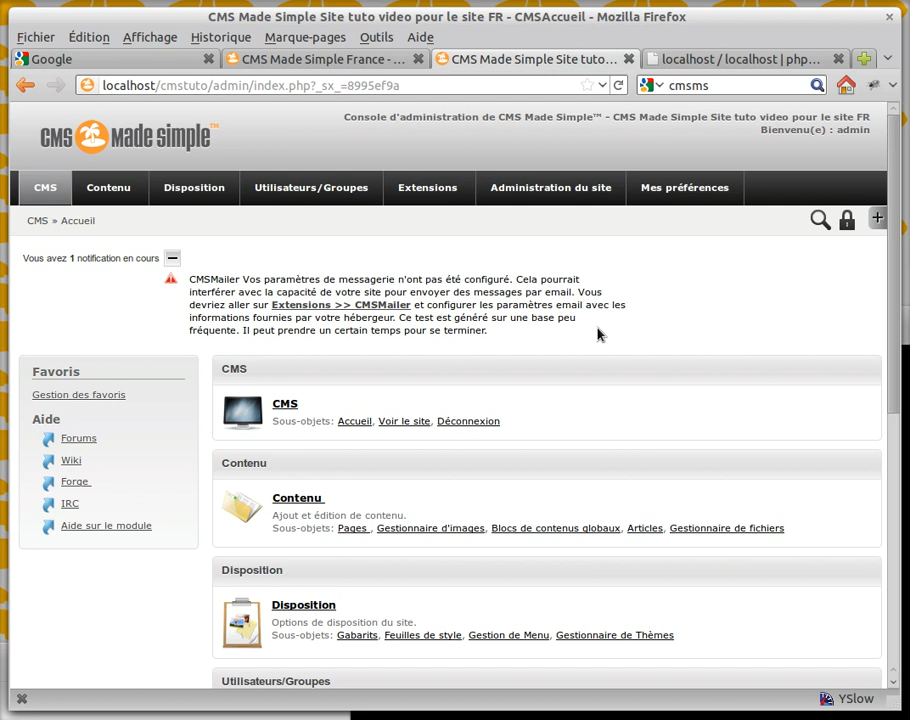 CMS Made Simple Site tuto video pour le site FR - CMSAccueil - Mozilla Firefox
Fichier Édition Affichage Historique Marque-pages Outils Aide
Google CMS Made Simple France - ... CMS Made Simple Site tuto... localhost / localhost | php...
localhost/cmstuto/admin/index.php?_sx_=8995ef9a cmsms
Console d'administration de CMS Made Simple™ - CMS Made Simple Site tuto video pour le site FR
Bienvenu(e) : admin
CMS Made Simple™
CMS Contenu Disposition Utilisateurs/Groupes Extensions Administration du site Mes préférences
CMS » Accueil
Vous avez 1 notification en cours
CMSMailer Vos paramètres de messagerie n'ont pas été configuré. Cela pourrait
interférer avec la capacité de votre site pour envoyer des messages par email. Vous
devriez aller sur Extensions >> CMSMailer et configurer les paramètres email avec les
informations fournies par votre hébergeur. Ce test est généré sur une base peu
fréquente. Il peut prendre un certain temps pour se terminer.
Favoris
Gestion des favoris
Aide
Forums
Wiki
Forge
IRC
Aide sur le module
CMS
CMS
Sous-objets: Accueil, Voir le site, Déconnexion
Contenu
Contenu
Ajout et édition de contenu.
Sous-objets: Pages , Gestionnaire d'images, Blocs de contenus globaux, Articles, Gestionnaire de fichiers
Disposition
Disposition
Options de disposition du site.
Sous-objets: Gabarits, Feuilles de style, Gestion de Menu, Gestionnaire de Thèmes
Utilisateurs/Groupes
YSlow